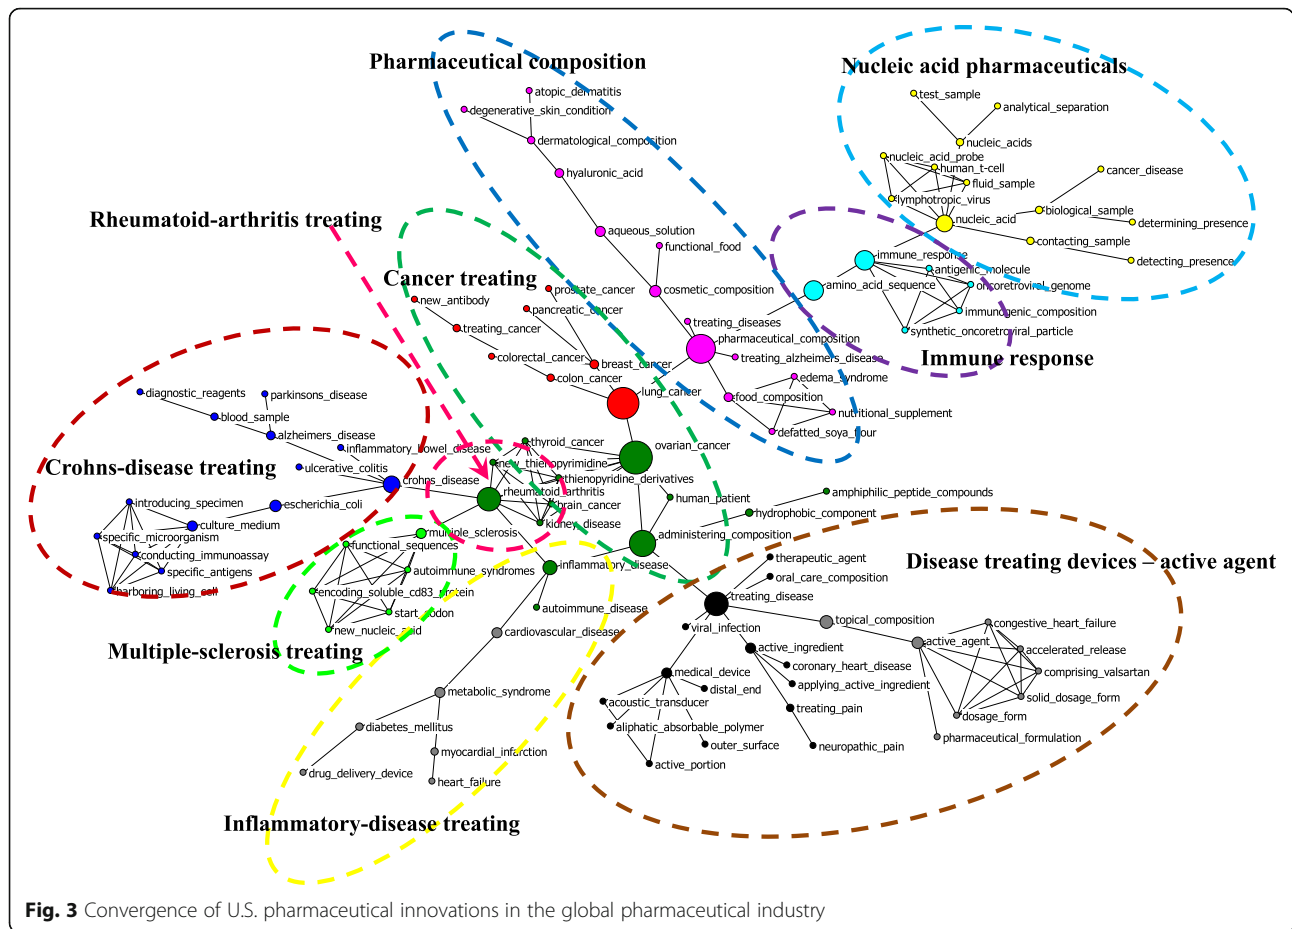 Pharmaceutical composition
Nucleic acid pharmaceuticals
atopic_dermatitis
degenerative_skin_condition
dermatological_composition
hyaluronic_acid
test_sample
analytical_separation
nucleic_acids
nucleic_acid_probe
human_t-cell
fluid_sample
cancer_disease
lymphotropic_virus
nucleic_acid
biological_sample
determining_presence
contacting_sample
detecting_presence
Rheumatoid-arthritis treating
aqueous_solution
functional_food
immune_response
antigenic_molecule
amino_acid_sequence
oncoretroviral_genome
immunogenic_composition
synthetic_oncoretroviral_particle
Immune response
Cancer treating
prostate_cancer
new_antibody
pancreatic_cancer
cosmetic_composition
treating_cancer
treating_diseases
pharmaceutical_composition
colorectal_cancer
breast_cancer
treating_alzheimers_disease
colon_cancer
lung_cancer
edema_syndrome
food_composition
nutritional_supplement
defatted_soya_flour
diagnostic_reagents
parkinsons_disease
blood_sample
alzheimers_disease
inflammatory_bowel_disease
Crohns-disease treating
ulcerative_colitis
crohns_disease
thyroid_cancer
ovarian_cancer
new_thienopyrimidine
thienopyridine_derivatives
rheumatoid_arthritis
brain_cancer
human_patient
amphiphilic_peptide_compounds
introducing_specimen
escherichia_coli
hydrophobic_component
culture_medium
kidney_disease
specific_microorganism
multiple_sclerosis
administering_composition
functional_sequences
conducting_immunoassay
inflammatory_disease
therapeutic_agent
Disease treating devices – active agent
specific_antigens
autoimmune_syndromes
oral_care_composition
harboring_living_cell
encoding_soluble_cd83_protein
treating_disease
start_codon
autoimmune_disease
new_nucleic_acid
cardiovascular_disease
viral_infection
topical_composition
congestive_heart_failure
Multiple-sclerosis treating
active_ingredient
active_agent
accelerated_release
coronary_heart_disease
medical_device
comprising_valsartan
metabolic_syndrome
distal_end
applying_active_ingredient
solid_dosage_form
acoustic_transducer
treating_pain
dosage_form
diabetes_mellitus
aliphatic_absorbable_polymer
pharmaceutical_formulation
myocardial_infarction
outer_surface
neuropathic_pain
drug_delivery_device
active_portion
heart_failure
Inflammatory-disease treating
Fig. 3 Convergence of U.S. pharmaceutical innovations in the global pharmaceutical industry